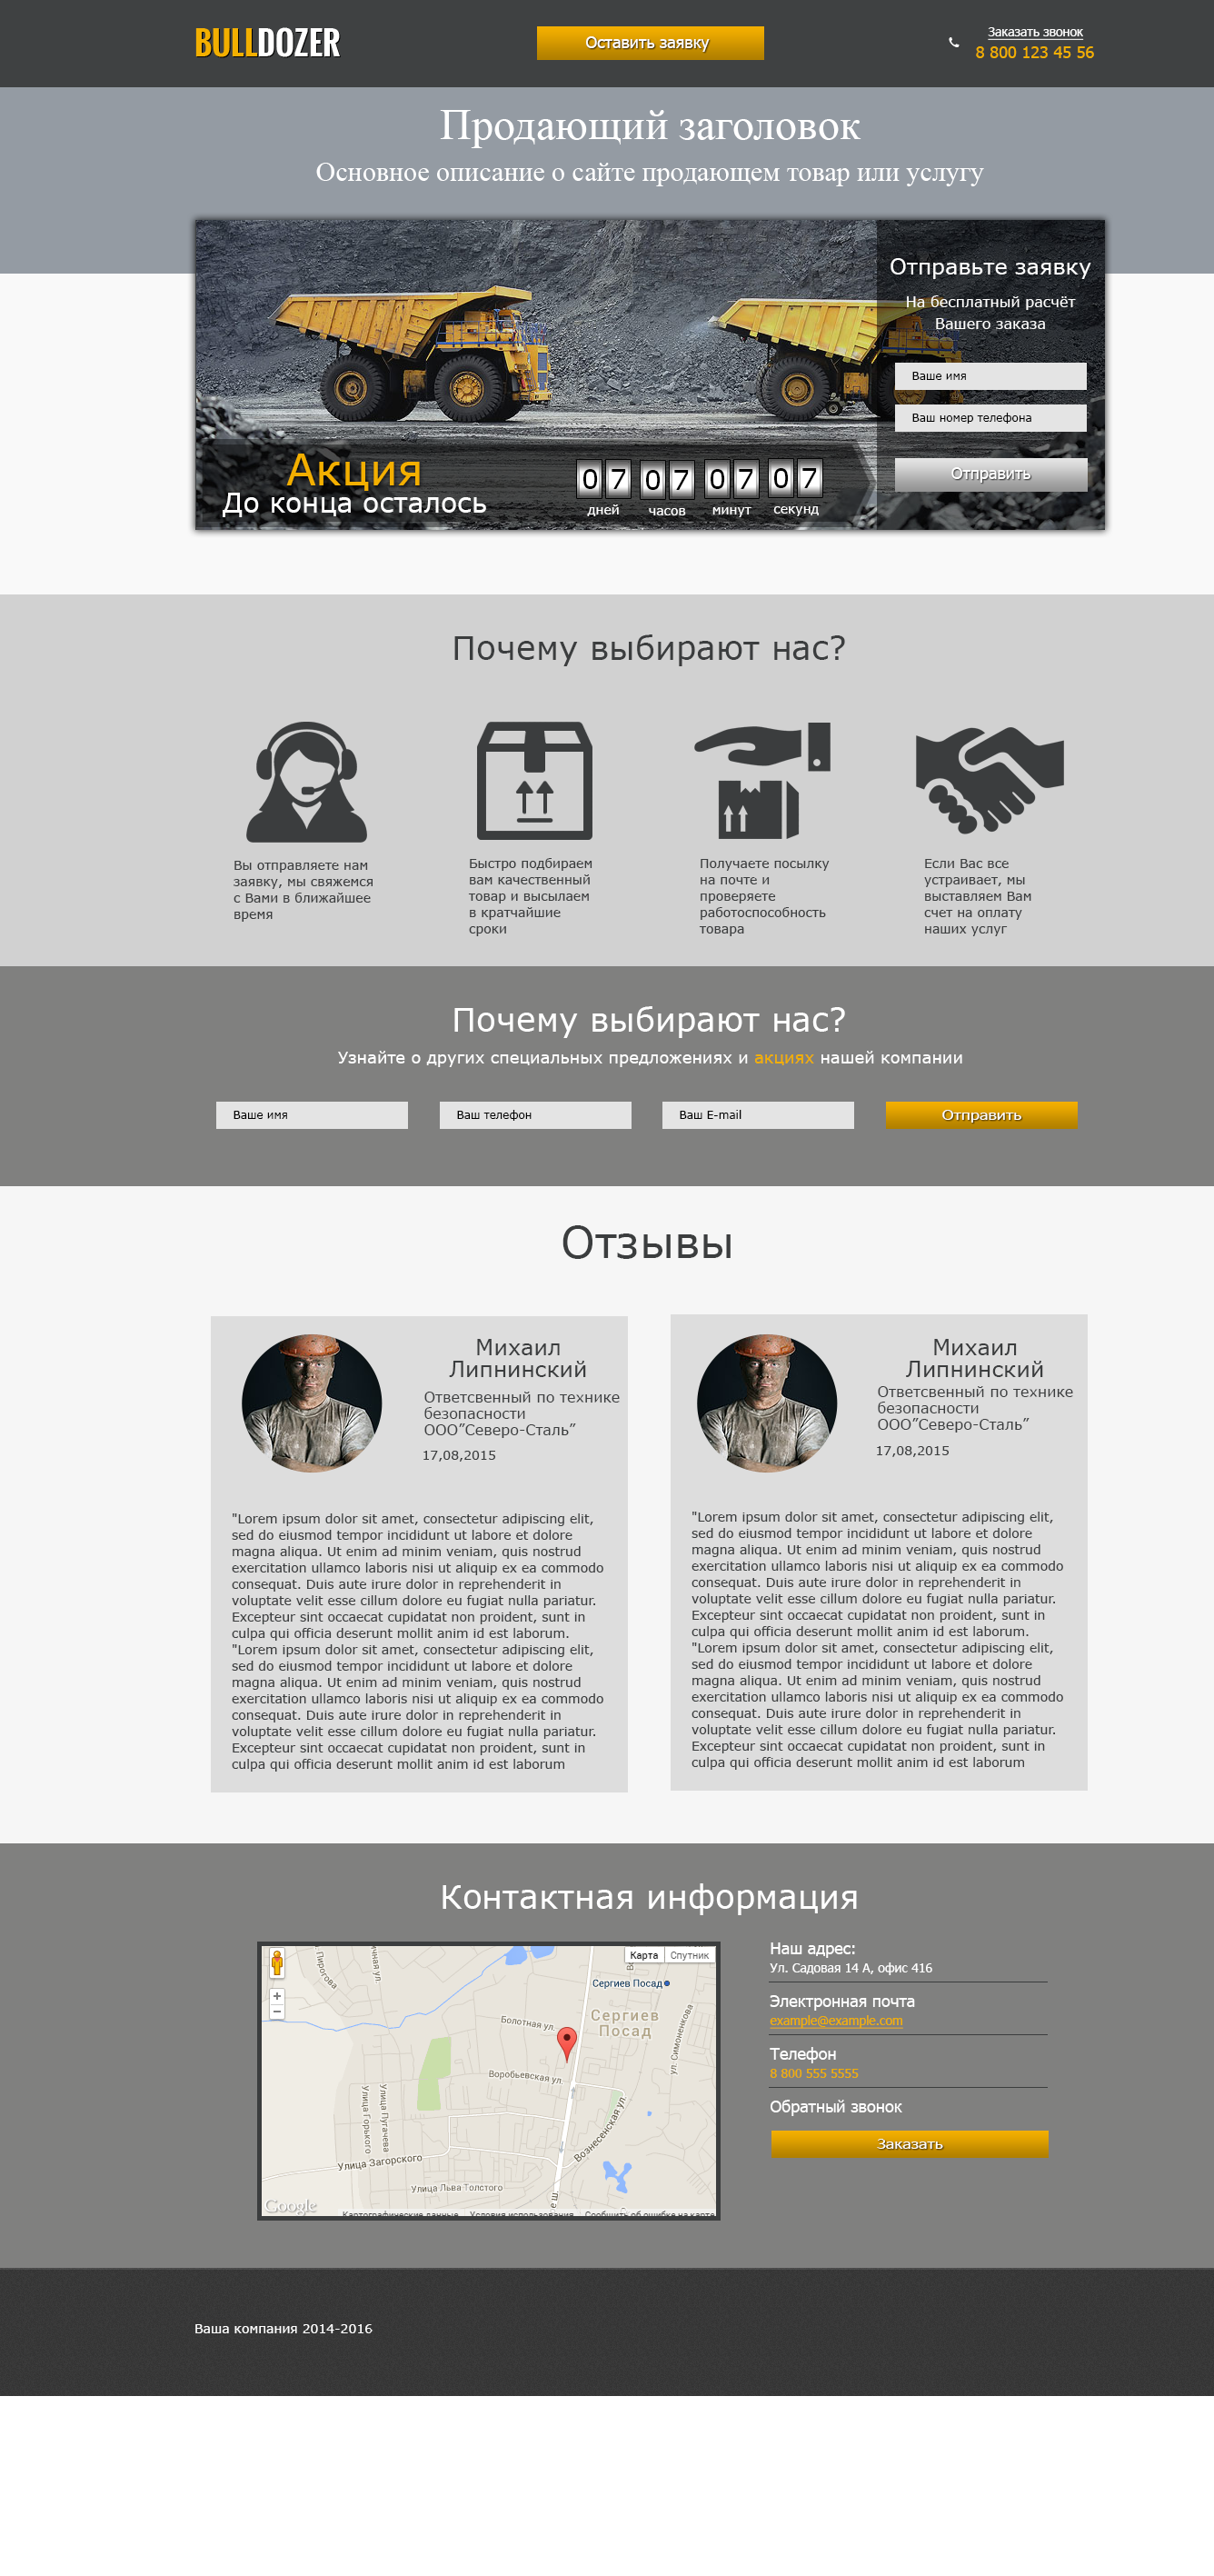 BULLDOZER
Оставить заявку
Заказать звонок
8 800 123 45 56
Продающий заголовок
Основное описание о сайте продающем товар или услугу
Отправьте заявку
На бесплатный расчёт
Вашего заказа
Ваше имя
Ваш номер телефона
Отправить
Акция
До конца осталось
07 07 07 07
дней часов минут секунд
Почему выбирают нас?
Вы отправляете нам
заявку, мы свяжемся
с Вами в ближайшее
время
Быстро подбираем
вам качественный
товар и высылаем
в кратчайшие
сроки
Получаете посылку
на почте и
проверяете
работоспособность
товара
Если Вас все
устраивает, мы
выставляем Вам
счет на оплату
наших услуг
Почему выбирают нас?
Узнайте о других специальных предложениях и акциях нашей компании
Ваше имя
Ваш телефон
Ваш E-mail
Отправить
Отзывы
Михаил
Липнинский
Ответсвенный по технике
безопасности
ООО”Северо-Сталь”
17,08,2015
"Lorem ipsum dolor sit amet, consectetur adipiscing elit,
sed do eiusmod tempor incididunt ut labore et dolore
magna aliqua. Ut enim ad minim veniam, quis nostrud
exercitation ullamco laboris nisi ut aliquip ex ea commodo
consequat. Duis aute irure dolor in reprehenderit in
voluptate velit esse cillum dolore eu fugiat nulla pariatur.
Excepteur sint occaecat cupidatat non proident, sunt in
culpa qui officia deserunt mollit anim id est laborum.
"Lorem ipsum dolor sit amet, consectetur adipiscing elit,
sed do eiusmod tempor incididunt ut labore et dolore
magna aliqua. Ut enim ad minim veniam, quis nostrud
exercitation ullamco laboris nisi ut aliquip ex ea commodo
consequat. Duis aute irure dolor in reprehenderit in
voluptate velit esse cillum dolore eu fugiat nulla pariatur.
Excepteur sint occaecat cupidatat non proident, sunt in
culpa qui officia deserunt mollit anim id est laborum
Михаил
Липнинский
Ответсвенный по технике
безопасности
ООО”Северо-Сталь”
17,08,2015
"Lorem ipsum dolor sit amet, consectetur adipiscing elit,
sed do eiusmod tempor incididunt ut labore et dolore
magna aliqua. Ut enim ad minim veniam, quis nostrud
exercitation ullamco laboris nisi ut aliquip ex ea commodo
consequat. Duis aute irure dolor in reprehenderit in
voluptate velit esse cillum dolore eu fugiat nulla pariatur.
Excepteur sint occaecat cupidatat non proident, sunt in
culpa qui officia deserunt mollit anim id est laborum.
"Lorem ipsum dolor sit amet, consectetur adipiscing elit,
sed do eiusmod tempor incididunt ut labore et dolore
magna aliqua. Ut enim ad minim veniam, quis nostrud
exercitation ullamco laboris nisi ut aliquip ex ea commodo
consequat. Duis aute irure dolor in reprehenderit in
voluptate velit esse cillum dolore eu fugiat nulla pariatur.
Excepteur sint occaecat cupidatat non proident, sunt in
culpa qui officia deserunt mollit anim id est laborum
Контактная информация
Карта Спутник
Пирогова
Сергиев Посад
Сергиев
Посад
Болотная ул.
ул. Симоненкова
Воробьевская ул.
Улица Горького
Улица Пугачева
Вознесенская ул.
Улица Загорского
Улица Льва Толстого
Google
Картографические данные Условия использования Сообщить об ошибке на карте
Наш адрес:
Ул. Садовая 14 А, офис 416
Электронная почта
example@example.com
Телефон
8 800 555 5555
Обратный звонок
Заказать
Ваша компания 2014-2016